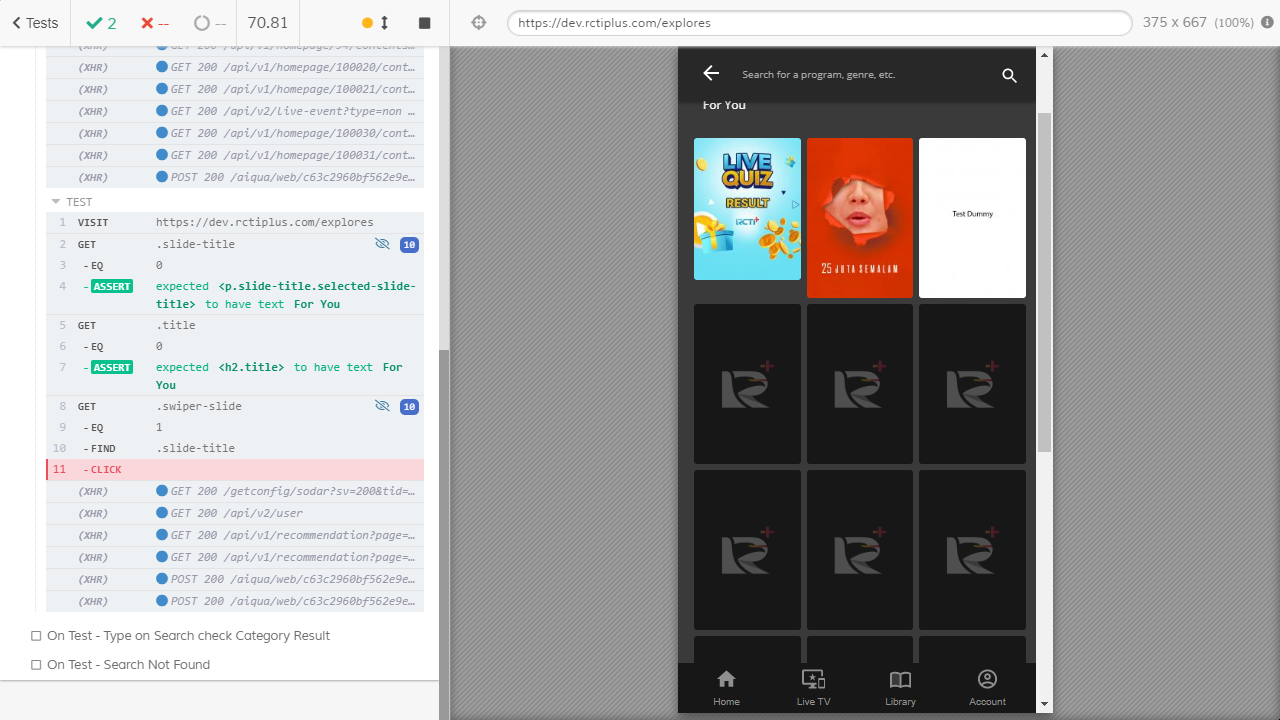 Tests
2
--
--
70.81
https://dev.rctiplus.com/explores
375 x 667 (100%)
(XHR) GET 200 /api/v1/homepage/94/contents…
(XHR) GET 200 /api/v1/homepage/100020/cont…
(XHR) GET 200 /api/v1/homepage/100021/cont…
(XHR) GET 200 /api/v2/live-event?type=non …
(XHR) GET 200 /api/v1/homepage/100030/cont…
(XHR) GET 200 /api/v1/homepage/100031/cont…
(XHR) POST 200 /aiqua/web/c63c2960bf562e9e…
TEST
1 VISIT https://dev.rctiplus.com/explores
2 GET .slide-title 10
3 -EQ 0
4 -ASSERT expected <p.slide-title.selected-slide-
title> to have text For You
5 GET .title
6 -EQ 0
7 -ASSERT expected <h2.title> to have text For
You
8 GET .swiper-slide 10
9 -EQ 1
10 -FIND .slide-title
11 -CLICK
(XHR) GET 200 /getconfig/sodar?sv=200&tid=…
(XHR) GET 200 /api/v2/user
(XHR) GET 200 /api/v1/recommendation?page=…
(XHR) GET 200 /api/v1/recommendation?page=…
(XHR) POST 200 /aiqua/web/c63c2960bf562e9e…
(XHR) POST 200 /aiqua/web/c63c2960bf562e9e…
On Test - Type on Search check Category Result
On Test - Search Not Found
Search for a program, genre, etc.
For You
LIVE
QUIZ
RESULT
RCTI+
25 JUTA SEMALAM
Test Dummy
Home
Live TV
Library
Account